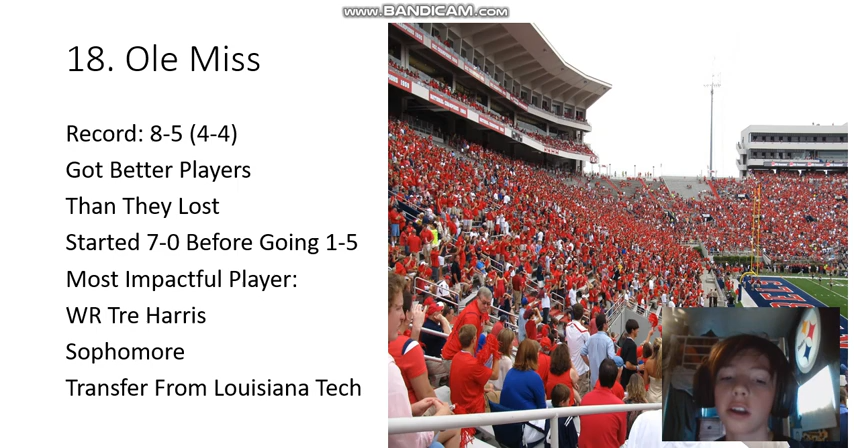 www.BANDICAM.com
18. Ole Miss
Record: 8-5 (4-4)
Got Better Players
Than They Lost
Started 7-0 Before Going 1-5
Most Impactful Player:
WR Tre Harris
Sophomore
Transfer From Louisiana Tech